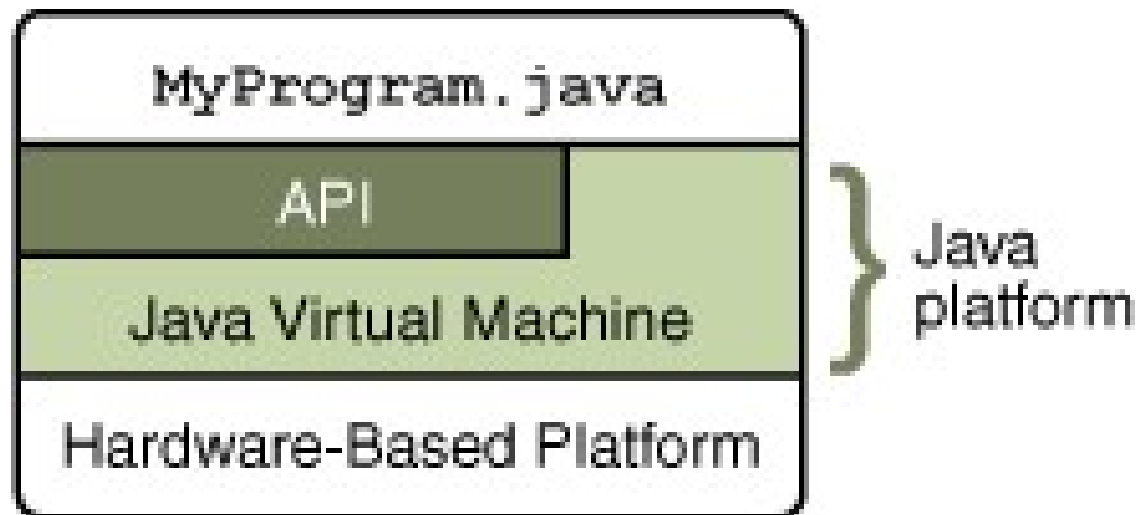 MyProgram.java
API
Java Virtual Machine
Hardware-Based Platform
Java
platform